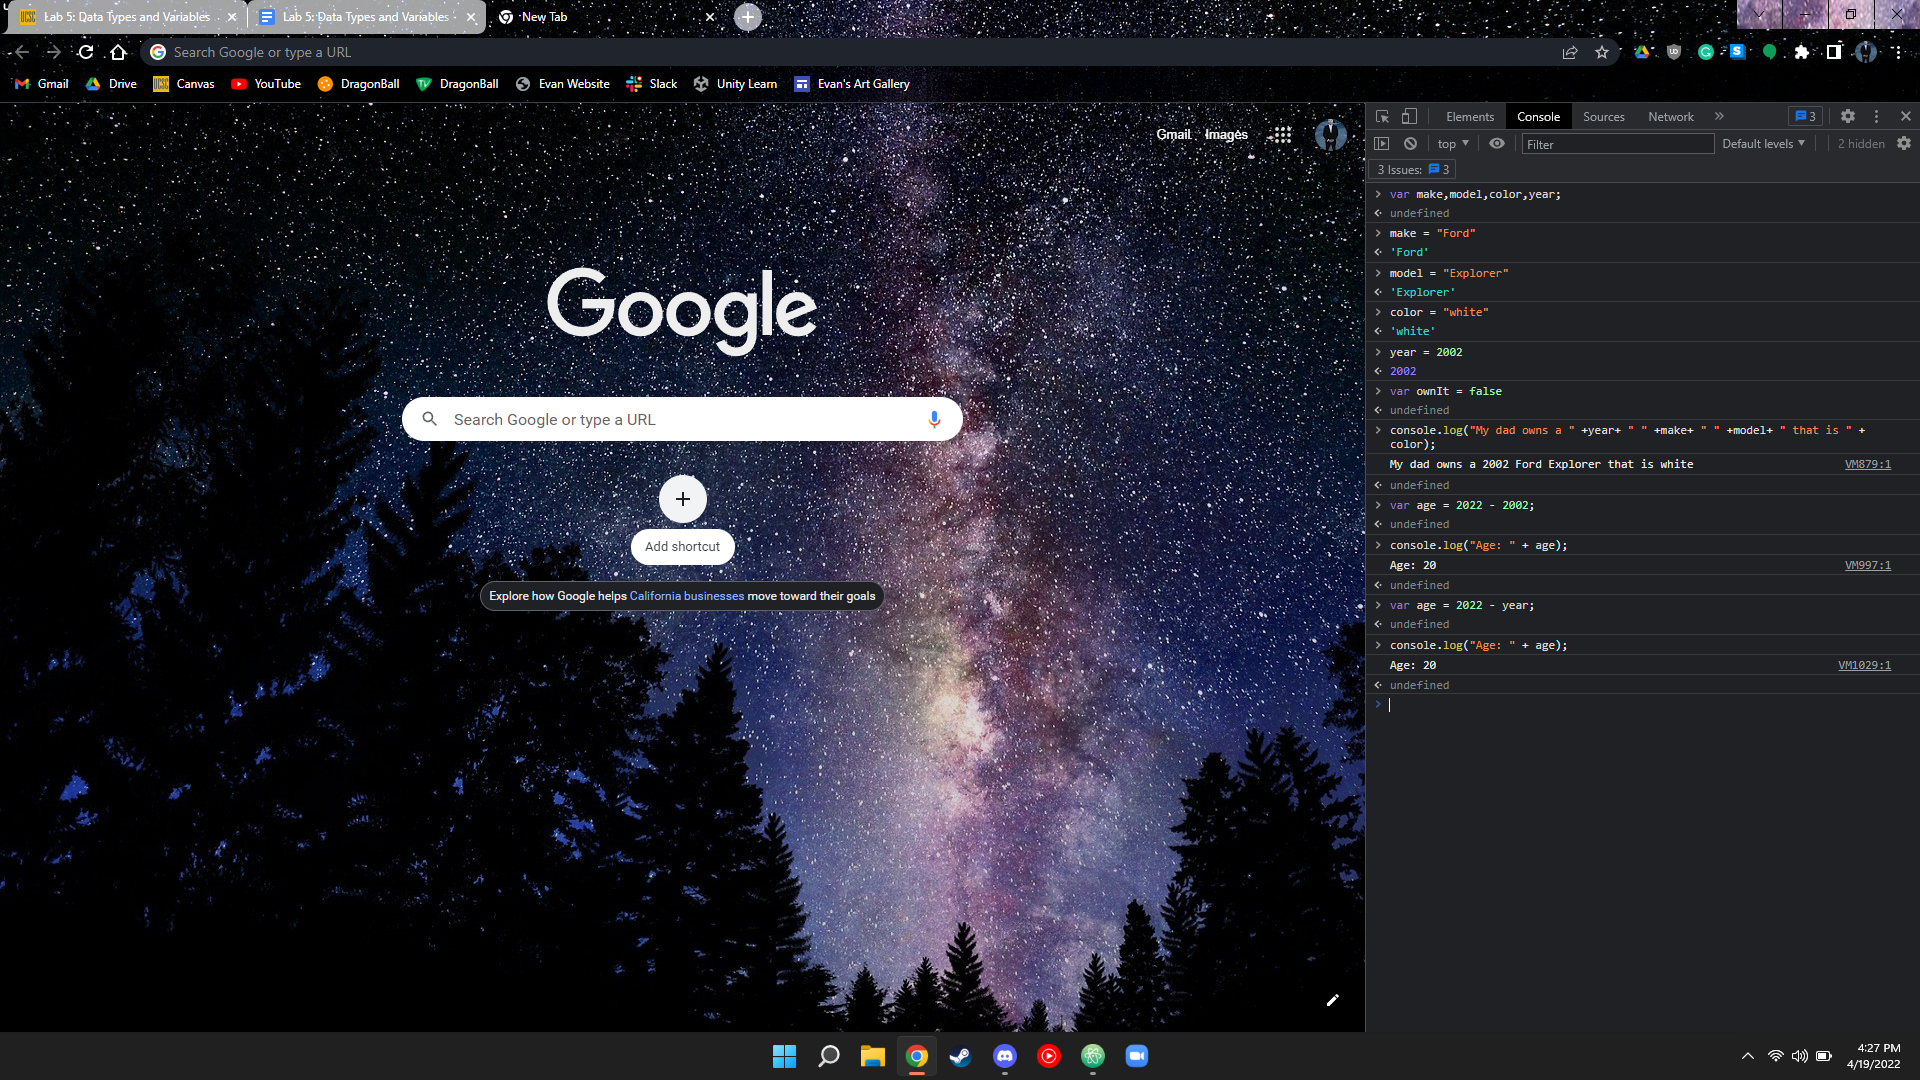 Lab 5: Data Types and Variables
Lab 5: Data Types and Variables -
New Tab
Search Google or type a URL
Gmail
Drive
Canvas
YouTube
DragonBall
DragonBall
Evan Website
Slack
Unity Learn
Evan's Art Gallery
Gmail Images
Google
Search Google or type a URL
Add shortcut
Explore how Google helps California businesses move toward their goals
Elements Console Sources Network » 3
top Filter Default levels 2 hidden
3 Issues: 3
var make,model,color,year;
undefined
make = "Ford"
'Ford'
model = "Explorer"
'Explorer'
color = "white"
'white'
year = 2002
2002
var ownIt = false
undefined
console.log("My dad owns a " +year+ " " +make+ " " +model+ " that is " +
color);
My dad owns a 2002 Ford Explorer that is white VM879:1
undefined
var age = 2022 - 2002;
undefined
console.log("Age: " + age);
Age: 20 VM997:1
undefined
var age = 2022 - year;
undefined
console.log("Age: " + age);
Age: 20 VM1029:1
undefined
4:27 PM
4/19/2022